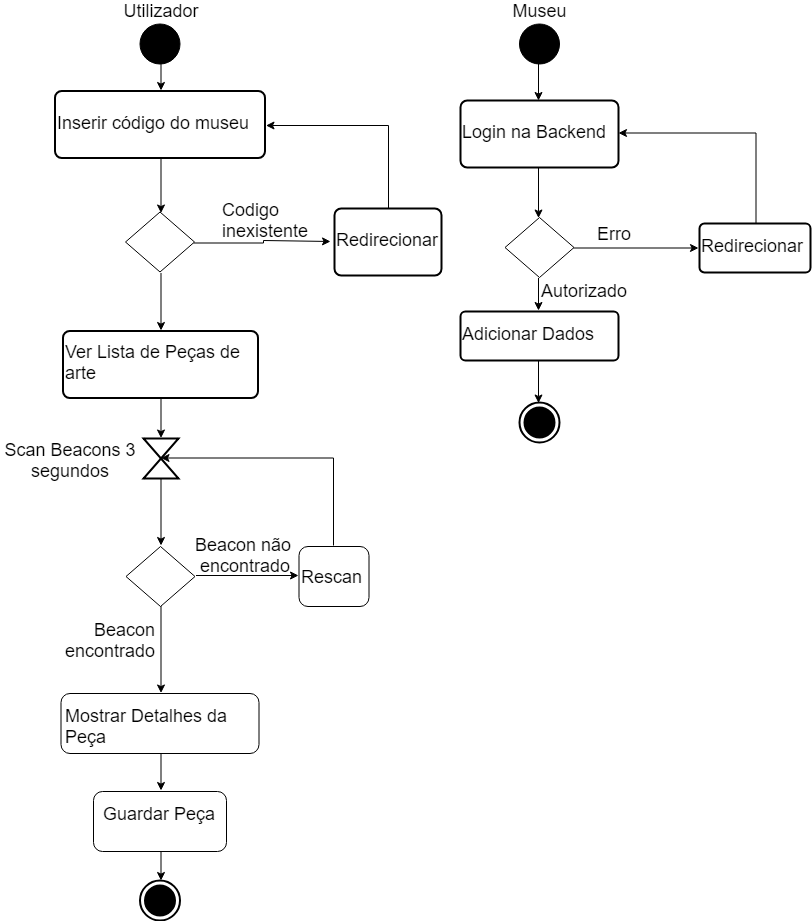 Utilizador
Inserir código do museu
Codigo
inexistente
Redirecionar
Ver Lista de Peças de
arte
Scan Beacons 3
segundos
Beacon não
encontrado
Rescan
Beacon
encontrado
Mostrar Detalhes da
Peça
Guardar Peça
Museu
Login na Backend
Erro
Redirecionar
Autorizado
Adicionar Dados